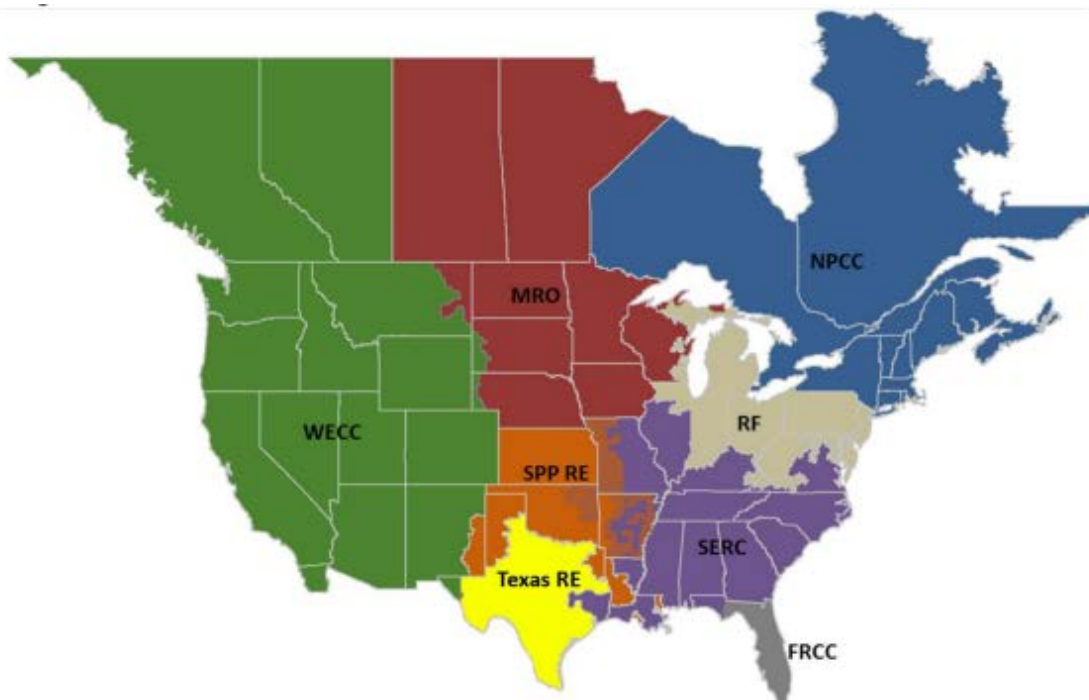 NPCC
MRO
RF
WECC
SPP RE
SERC
Texas RE
FRCC